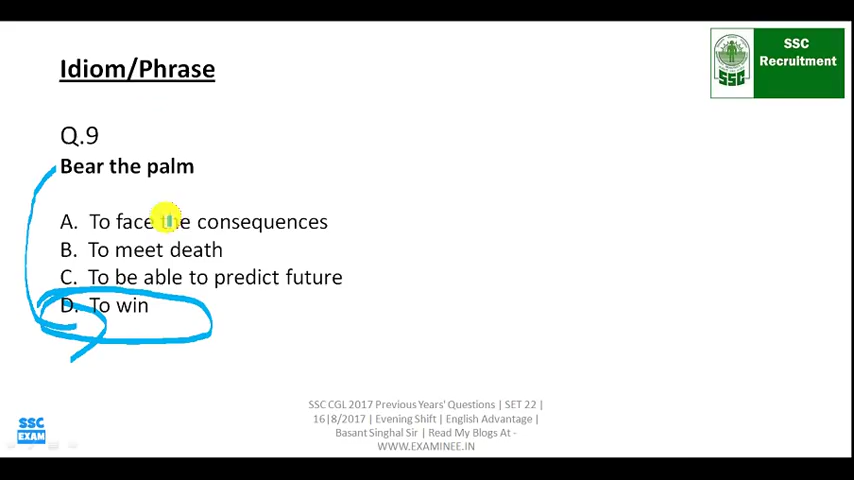 Idiom/Phrase
SSC
Recruitment
SSC
Q.9
Bear the palm
A. To face the consequences
B. To meet death
C. To be able to predict future
D. To win
SSC CGL 2017 Previous Years' Questions | SET 22 |
16|8/2017 | Evening Shift | English Advantage |
Basant Singhal Sir | Read My Blogs At -
WWW.EXAMINEE.IN
SSC
EXAM